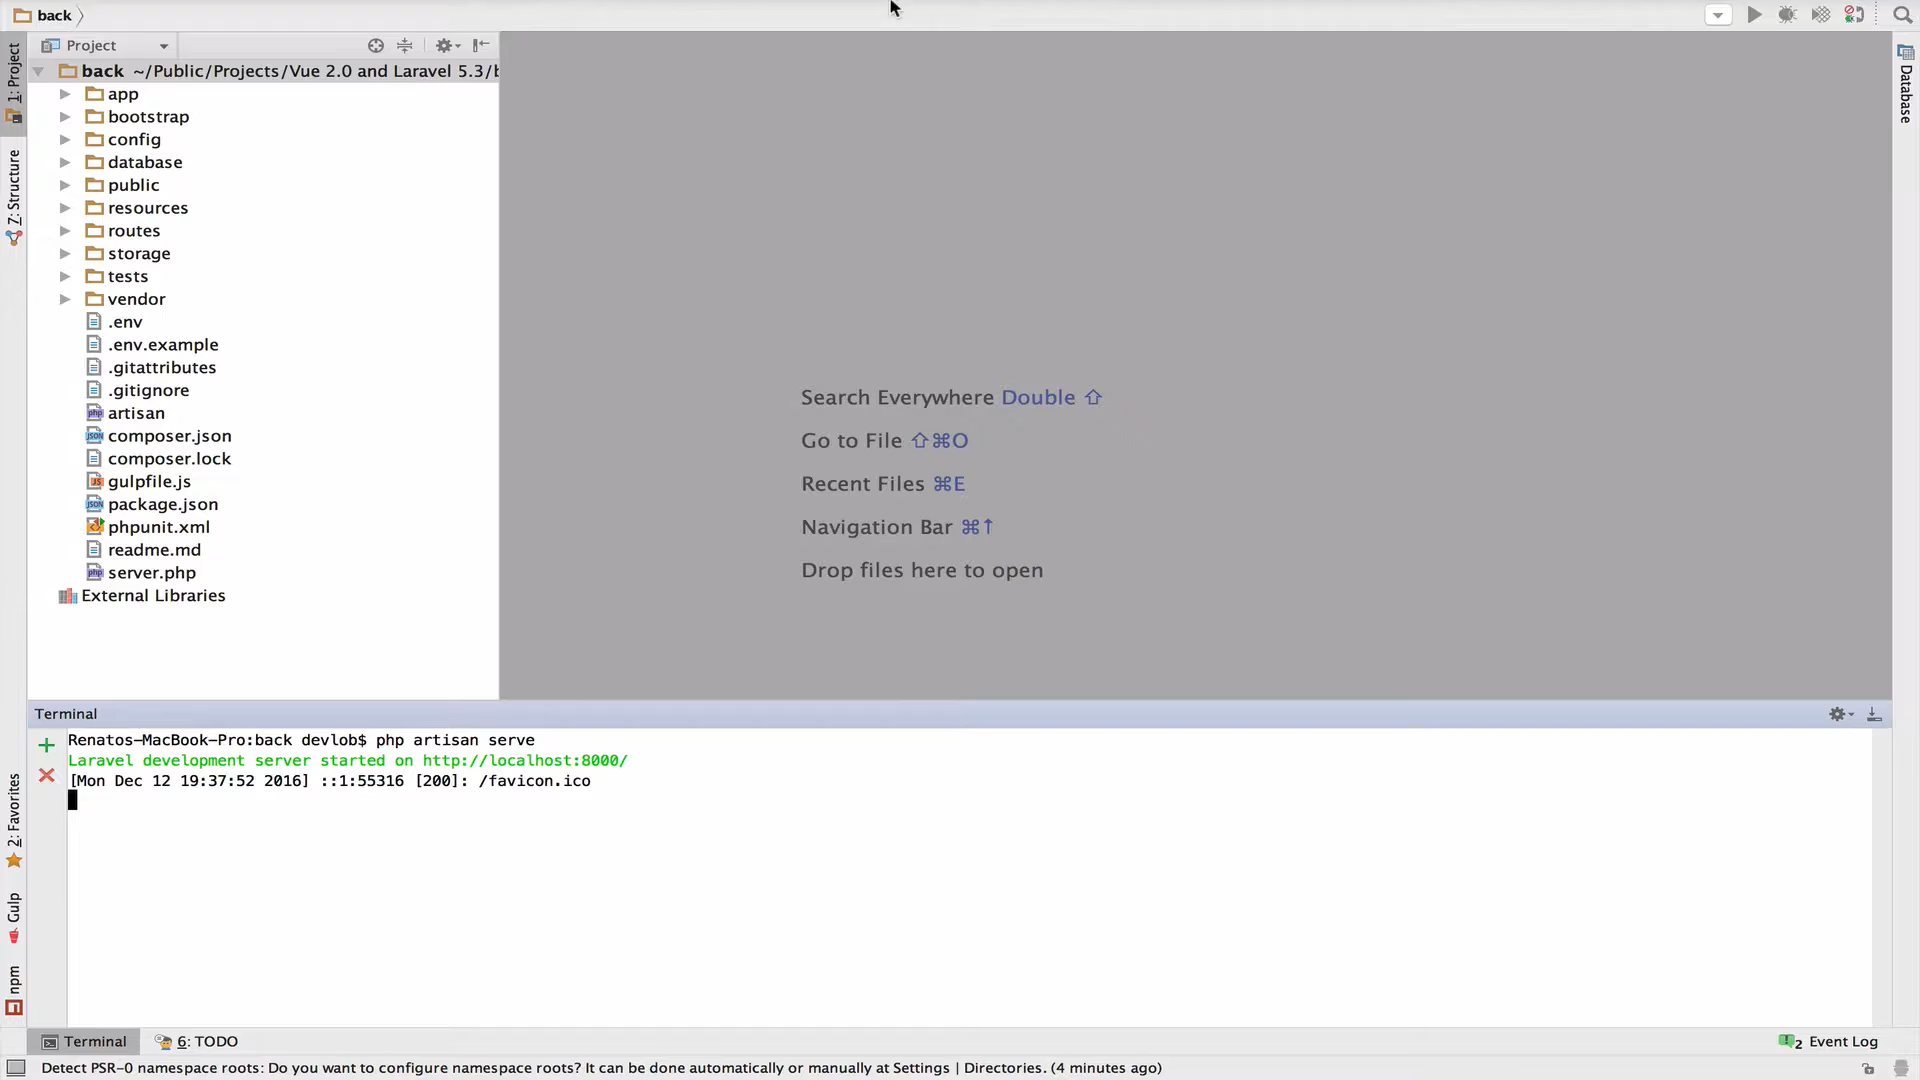 back
Project
back ~/Public/Projects/Vue 2.0 and Laravel 5.3/b
app
bootstrap
config
database
public
resources
routes
storage
tests
vendor
.env
.env.example
.gitattributes
.gitignore
artisan
composer.json
composer.lock
gulpfile.js
package.json
phpunit.xml
readme.md
server.php
External Libraries
1: Project
7: Structure
2: Favorites
Gulp
npm
Database
Search Everywhere Double ⇧
Go to File ⇧⌘O
Recent Files ⌘E
Navigation Bar ⌘↑
Drop files here to open
Terminal
Renatos-MacBook-Pro:back devlob$ php artisan serve
Laravel development server started on http://localhost:8000/
[Mon Dec 12 19:37:52 2016] ::1:55316 [200]: /favicon.ico
Terminal
6: TODO
2 Event Log
Detect PSR-0 namespace roots: Do you want to configure namespace roots? It can be done automatically or manually at Settings | Directories. (4 minutes ago)